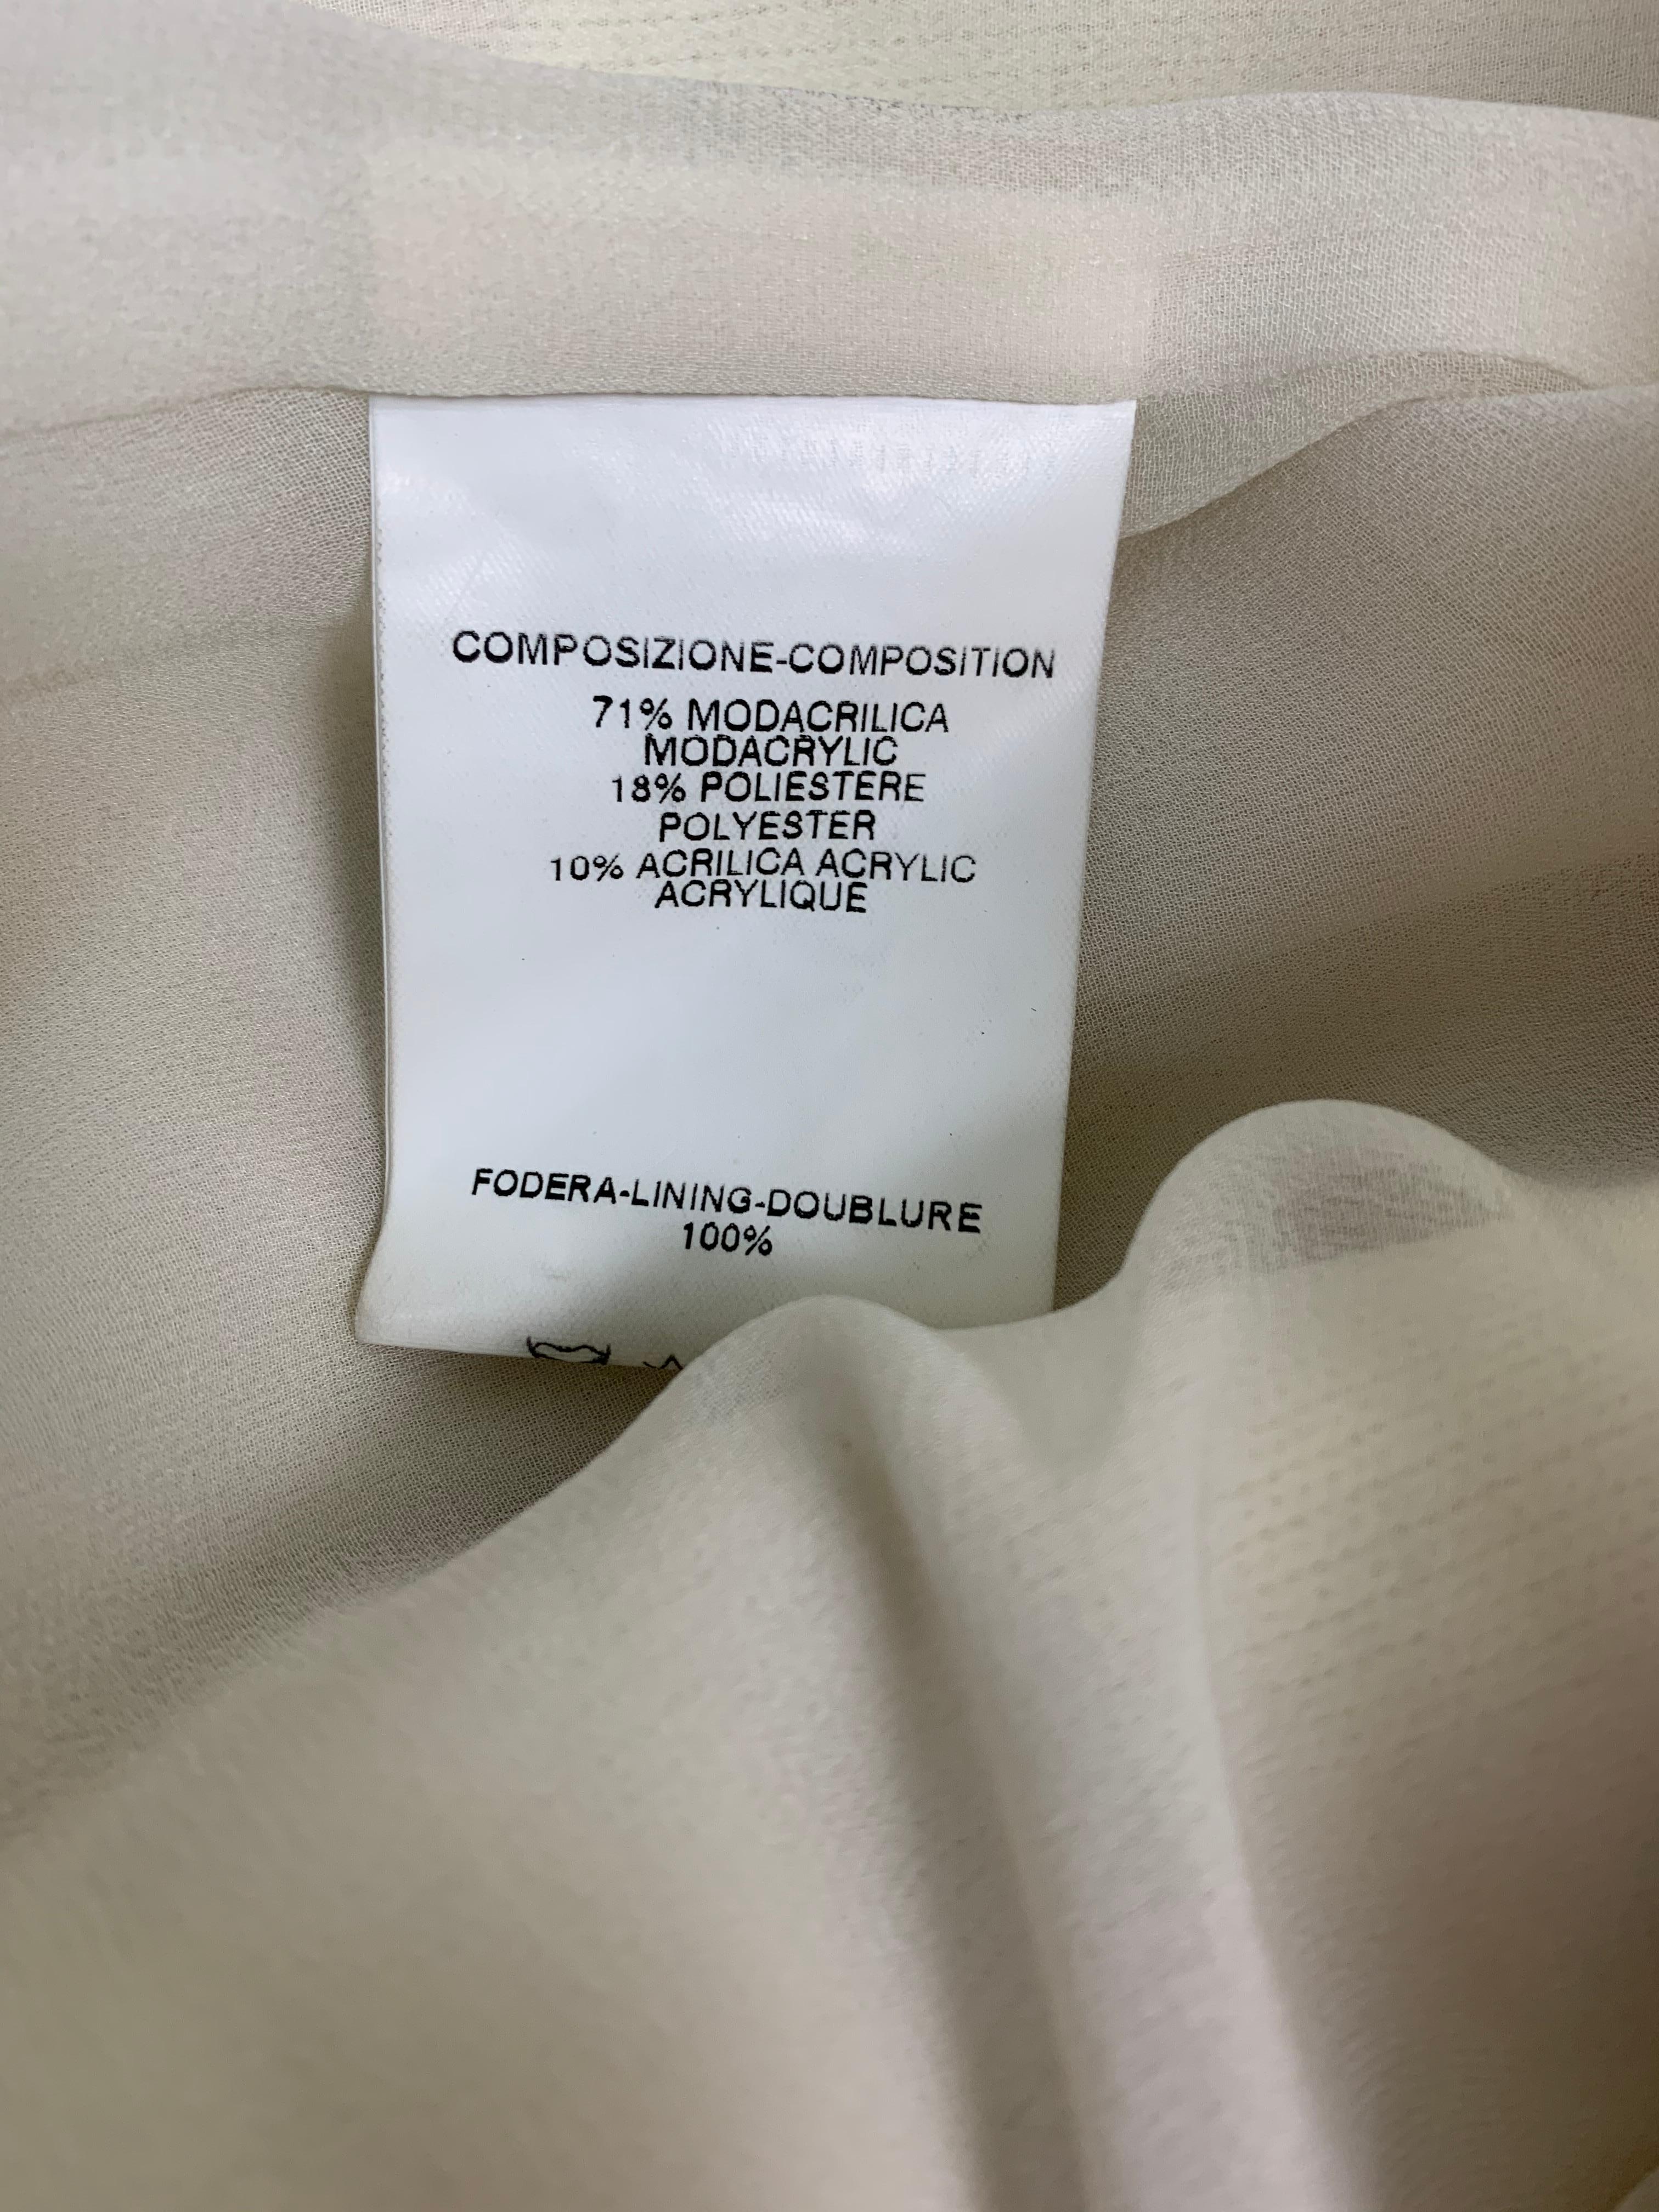 COMPOSIZIONE-COMPOSITION
71% MODACRILICA
MODACRYLIC
18% POLIESTERE
POLYESTER
10% ACRILICA ACRYLIC
ACRYLIQUE
FODERA-LINING-DOUBLURE
100%